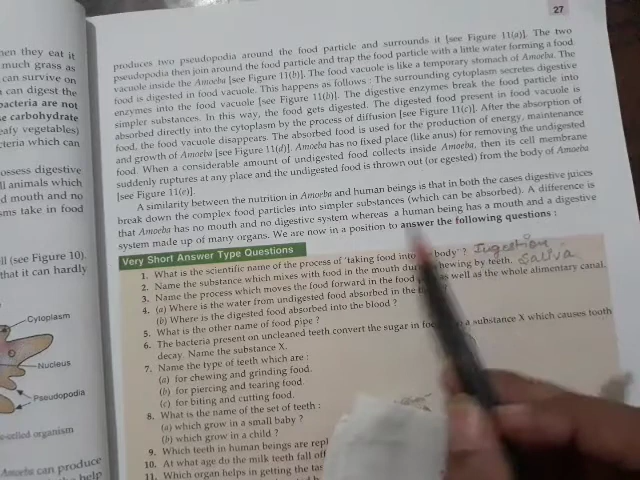 27
produces two pseudopodia around the food particle and surrounds it [see Figure 11(a)]. The two
pseudopodia then join around the food particle and trap the food particle with a little water forming a food
vacuole inside the Amoeba [see Figure 11(b)]. The food vacuole is like a temporary stomach of Amoeba. The
food is digested in food vacuole. This happens as follows : The surrounding cytoplasm secretes digestive
enzymes into the food vacuole [see Figure 11(b)]. The digestive enzymes break the food particle into
simpler substances. In this way, the food gets digested. The digested food present in food vacuole is
absorbed directly into the cytoplasm by the process of diffusion [see Figure 11(c)]. After the absorption of
food, the food vacuole disappears. The absorbed food is used for the production of energy, maintenance
and growth of Amoeba [see Figure 11(d)]. Amoeba has no fixed place (like anus) for removing the undigested
food. When a considerable amount of undigested food collects inside Amoeba, then its cell membrane
suddenly ruptures at any place and the undigested food is thrown out (or egested) from the body of Amoeba
[see Figure 11(e)].
A similarity between the nutrition in Amoeba and human beings is that in both the cases digestive juices
break down the complex food particles into simpler substances (which can be absorbed). A difference is
that Amoeba has no mouth and no digestive system whereas a human being has a mouth and a digestive
system made up of many organs. We are now in a position to answer the following questions :
Very Short Answer Type Questions
1. What is the scientific name of the process of 'taking food into body' ? Ingestion
2. Name the substance which mixes with food in the mouth during chewing by teeth. Saliva
3. Name the process which moves the food forward in the food as well as the whole alimentary canal.
4. (a) Where is the water from undigested food absorbed in the
(b) Where is the digested food absorbed into the blood ?
5. What is the other name of food pipe ?
6. The bacteria present on uncleaned teeth convert the sugar in a substance X which causes tooth
decay. Name the substance X.
7. Name the type of teeth which are :
(a) for chewing and grinding food.
(b) for piercing and tearing food.
(c) for biting and cutting food.
8. What is the name of the set of teeth :
(a) which grow in a small baby ?
(b) which grow in a child ?
9. Which teeth in human beings are
10. At what age do the milk teeth fall
11. Which organ helps in getting the
hen they eat it
much grass as
can survive on
can digest the
bacteria are not
carbohydrate
leafy vegetables)
cteria which can
ossess digestive
ll animals which
d mouth and no
sms take in food
ll (see Figure 10).
that it can hardly
Cytoplasm
Nucleus
Pseudopodia
-celled organism
Amoeba can produce
help